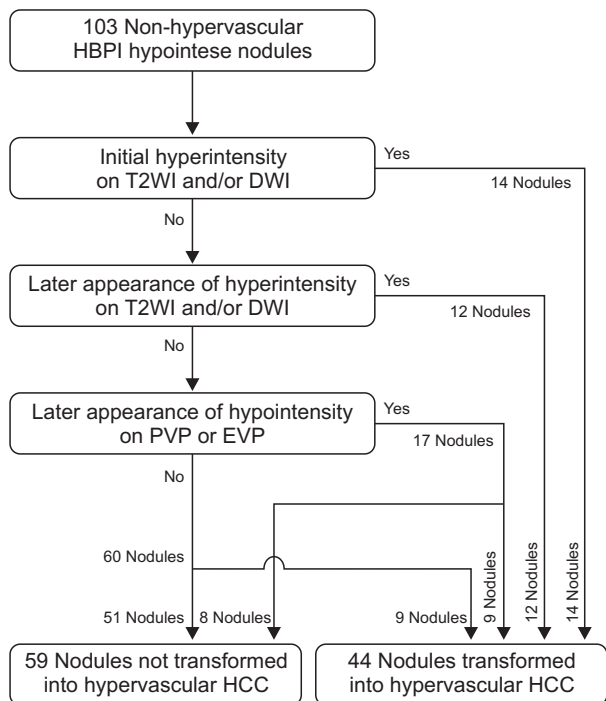 103 Non-hypervascular
HBPI hypointese nodules
Initial hyperintensity
on T2WI and/or DWI
Yes
14 Nodules
No
Later appearance of hyperintensity
on T2WI and/or DWI
Yes
12 Nodules
No
Later appearance of hypointensity
on PVP or EVP
Yes
17 Nodules
No
60 Nodules
51 Nodules
8 Nodules
9 Nodules
9 Nodules
12 Nodules
14 Nodules
59 Nodules not transformed
into hypervascular HCC
44 Nodules transformed
into hypervascular HCC